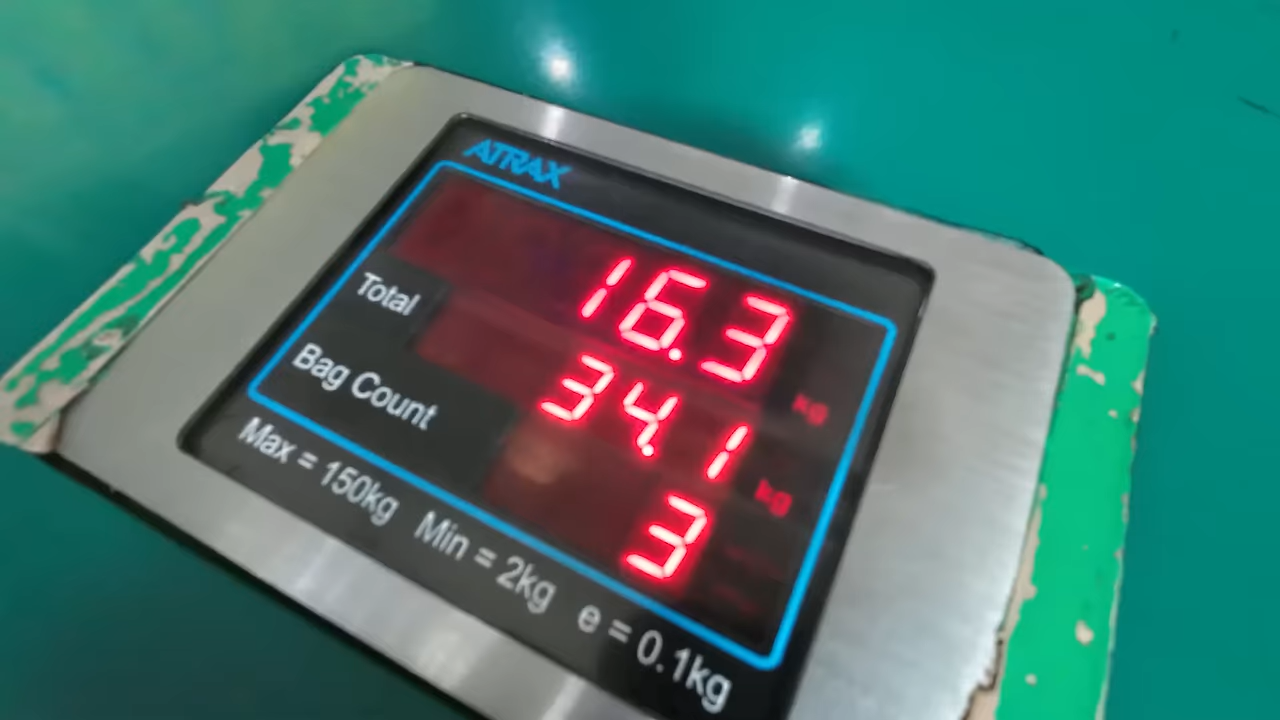 ATRAX
16.3 kg
Total 34.1 kg
Bag Count 3
Max = 150kg Min = 2kg e = 0.1kg